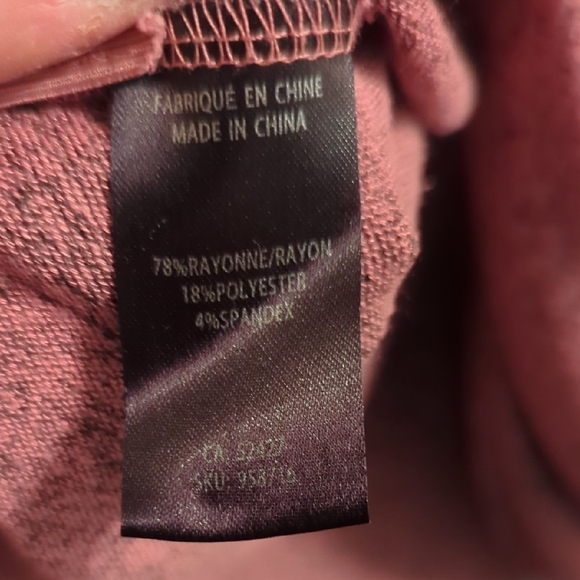 FABRIQUÉ EN CHINE
MADE IN CHINA
78%RAYONNE/RAYON
18%POLYESTER
4%SPANDEX
CA:
SKU: